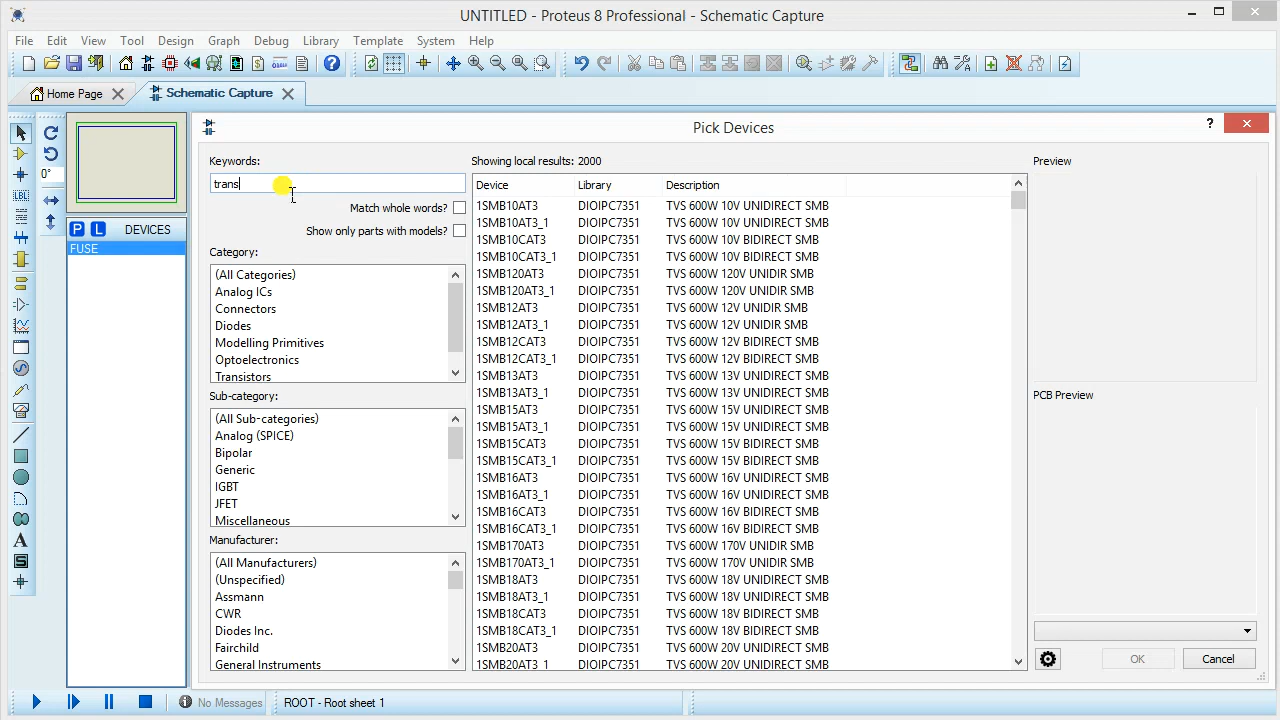 UNTITLED - Proteus 8 Professional - Schematic Capture
File Edit View Tool Design Graph Debug Library Template System Help
Home Page
Schematic Capture
0°
LBL
P L DEVICES
FUSE
A
S
Pick Devices
?
Keywords:
trans
Match whole words?
Show only parts with models?
Category:
(All Categories)
Analog ICs
Connectors
Diodes
Modelling Primitives
Optoelectronics
Transistors
Sub-category:
(All Sub-categories)
Analog (SPICE)
Bipolar
Generic
IGBT
JFET
Miscellaneous
Manufacturer:
(All Manufacturers)
(Unspecified)
Assmann
CWR
Diodes Inc.
Fairchild
General Instruments
Showing local results: 2000
Device Library Description
1SMB10AT3 DIOIPC7351 TVS 600W 10V UNIDIRECT SMB
1SMB10AT3_1 DIOIPC7351 TVS 600W 10V UNIDIRECT SMB
1SMB10CAT3 DIOIPC7351 TVS 600W 10V BIDIRECT SMB
1SMB10CAT3_1 DIOIPC7351 TVS 600W 10V BIDIRECT SMB
1SMB120AT3 DIOIPC7351 TVS 600W 120V UNIDIR SMB
1SMB120AT3_1 DIOIPC7351 TVS 600W 120V UNIDIR SMB
1SMB12AT3 DIOIPC7351 TVS 600W 12V UNIDIR SMB
1SMB12AT3_1 DIOIPC7351 TVS 600W 12V UNIDIR SMB
1SMB12CAT3 DIOIPC7351 TVS 600W 12V BIDIRECT SMB
1SMB12CAT3_1 DIOIPC7351 TVS 600W 12V BIDIRECT SMB
1SMB13AT3 DIOIPC7351 TVS 600W 13V UNIDIRECT SMB
1SMB13AT3_1 DIOIPC7351 TVS 600W 13V UNIDIRECT SMB
1SMB15AT3 DIOIPC7351 TVS 600W 15V UNIDIRECT SMB
1SMB15AT3_1 DIOIPC7351 TVS 600W 15V UNIDIRECT SMB
1SMB15CAT3 DIOIPC7351 TVS 600W 15V BIDIRECT SMB
1SMB15CAT3_1 DIOIPC7351 TVS 600W 15V BIDIRECT SMB
1SMB16AT3 DIOIPC7351 TVS 600W 16V UNIDIRECT SMB
1SMB16AT3_1 DIOIPC7351 TVS 600W 16V UNIDIRECT SMB
1SMB16CAT3 DIOIPC7351 TVS 600W 16V BIDIRECT SMB
1SMB16CAT3_1 DIOIPC7351 TVS 600W 16V BIDIRECT SMB
1SMB170AT3 DIOIPC7351 TVS 600W 170V UNIDIR SMB
1SMB170AT3_1 DIOIPC7351 TVS 600W 170V UNIDIR SMB
1SMB18AT3 DIOIPC7351 TVS 600W 18V UNIDIRECT SMB
1SMB18AT3_1 DIOIPC7351 TVS 600W 18V UNIDIRECT SMB
1SMB18CAT3 DIOIPC7351 TVS 600W 18V BIDIRECT SMB
1SMB18CAT3_1 DIOIPC7351 TVS 600W 18V BIDIRECT SMB
1SMB20AT3 DIOIPC7351 TVS 600W 20V UNIDIRECT SMB
1SMB20AT3_1 DIOIPC7351 TVS 600W 20V UNIDIRECT SMB
Preview
PCB Preview
OK Cancel
No Messages
ROOT - Root sheet 1